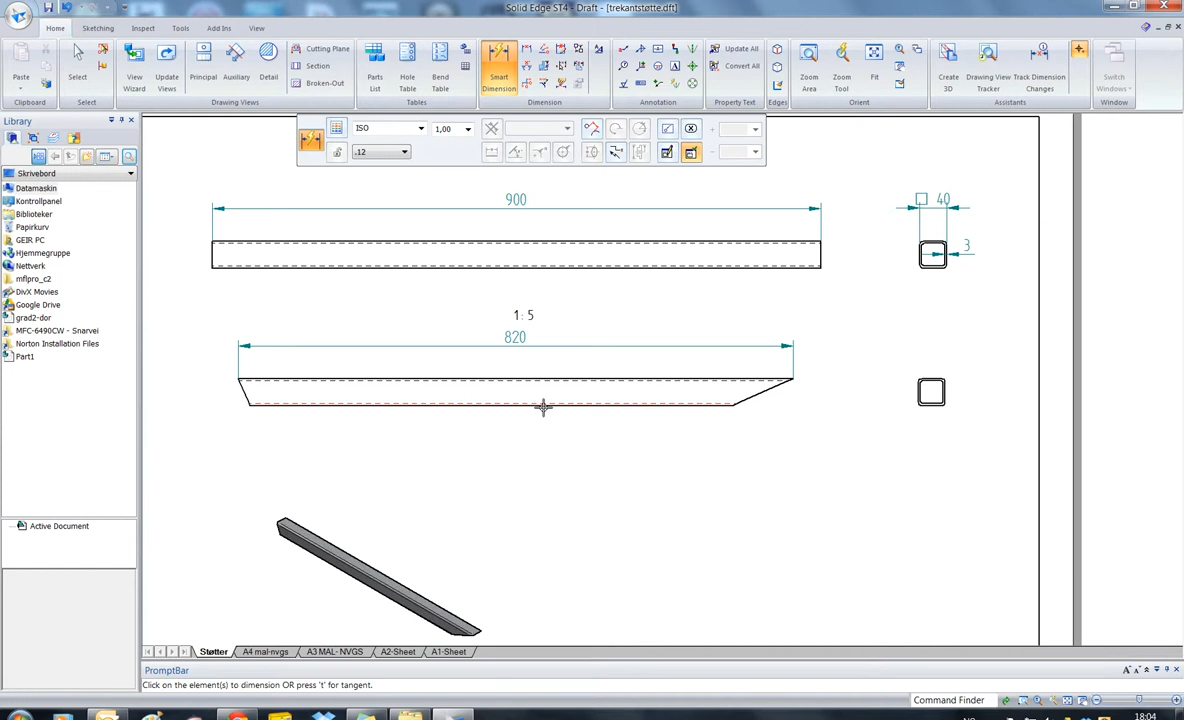 Solid Edge ST4 - Draft - [trekantstøtte.dft]
Home Sketching Inspect Tools Add Ins View
Paste
Clipboard
Select
Select
View Wizard
Update Views
Principal
Auxiliary
Detail
Cutting Plane
Section
Broken-Out
Drawing Views
Parts List
Hole Table
Bend Table
Tables
Smart Dimension
Dimension
Annotation
Update All
Convert All
Property Text
Edges
Zoom Area
Zoom Tool
Fit
Orient
Create 3D
Drawing View Tracker
Track Dimension Changes
Assistants
Switch Windows
Window
ISO
1,00
.12
Library
Skrivebord
Datamaskin
Kontrollpanel
Biblioteker
Papirkurv
GEIR PC
Hjemmegruppe
Nettverk
mflpro_c2
DivX Movies
Google Drive
grad2-dor
MFC-6490CW - Snarvei
Norton Installation Files
Part1
Active Document
900
40
3
1:5
820
Støtter
A4 mal-nvgs
A3 MAL- NVGS
A2-Sheet
A1-Sheet
PromptBar
Click on the element(s) to dimension OR press 't' for tangent.
Command Finder
18:04